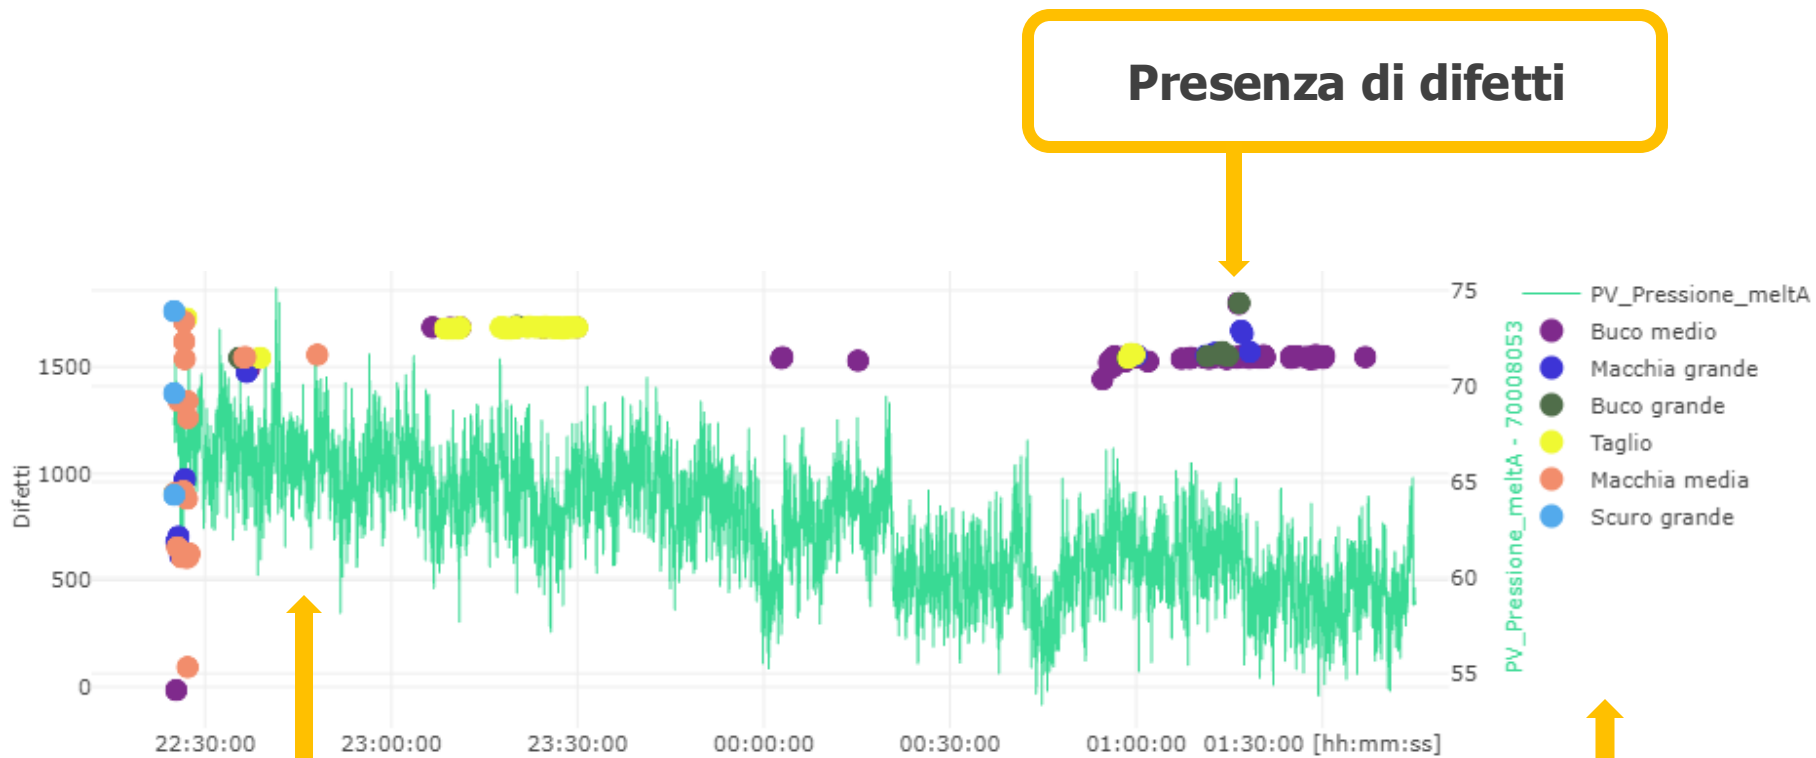 Presenza di difetti
Difetti
1500
1000
500
0
75
70
65
60
55
PV_Pressione_meltA - 70008053
PV_Pressione_meltA
Buco medio
Macchia grande
Buco grande
Taglio
Macchia media
Scuro grande
22:30:00 23:00:00 23:30:00 00:00:00 00:30:00 01:00:00 01:30:00 [hh:mm:ss]